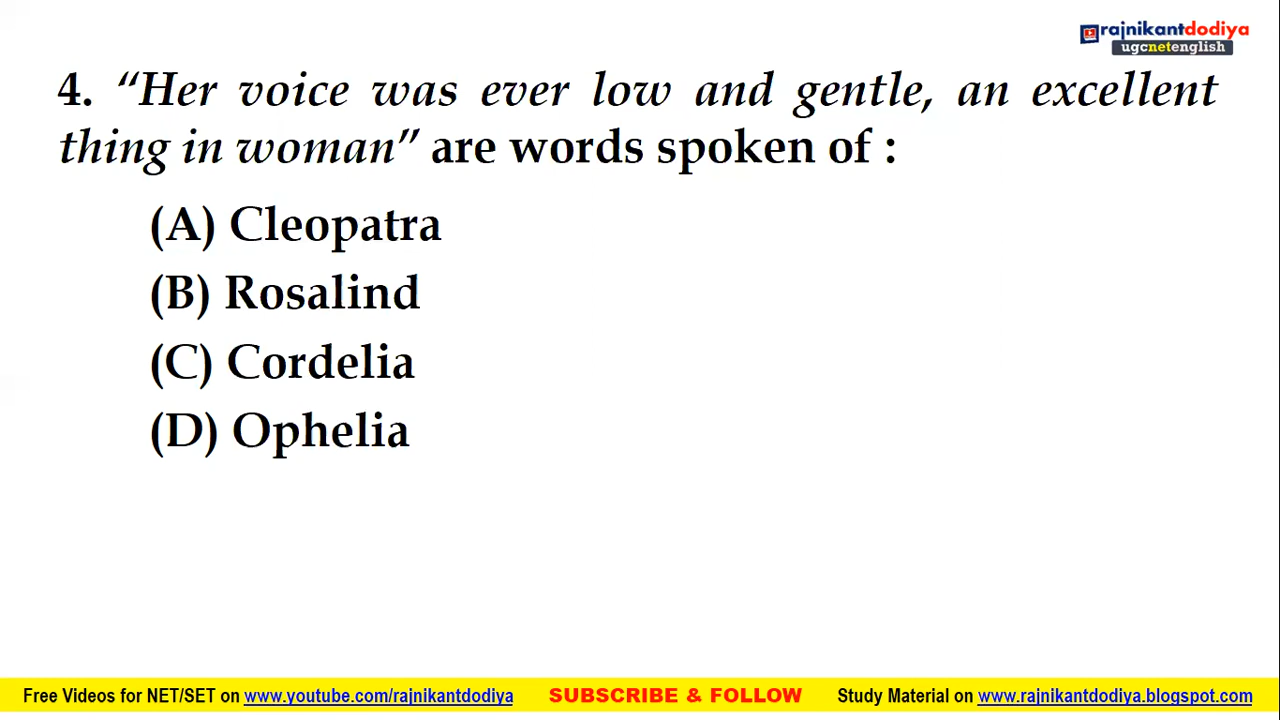 rajnikantdodiya
ugcnetenglish
4. “Her voice was ever low and gentle, an excellent
thing in woman” are words spoken of :
(A) Cleopatra
(B) Rosalind
(C) Cordelia
(D) Ophelia
Free Videos for NET/SET on www.youtube.com/rajnikantdodiya SUBSCRIBE & FOLLOW Study Material on www.rajnikantdodiya.blogspot.com